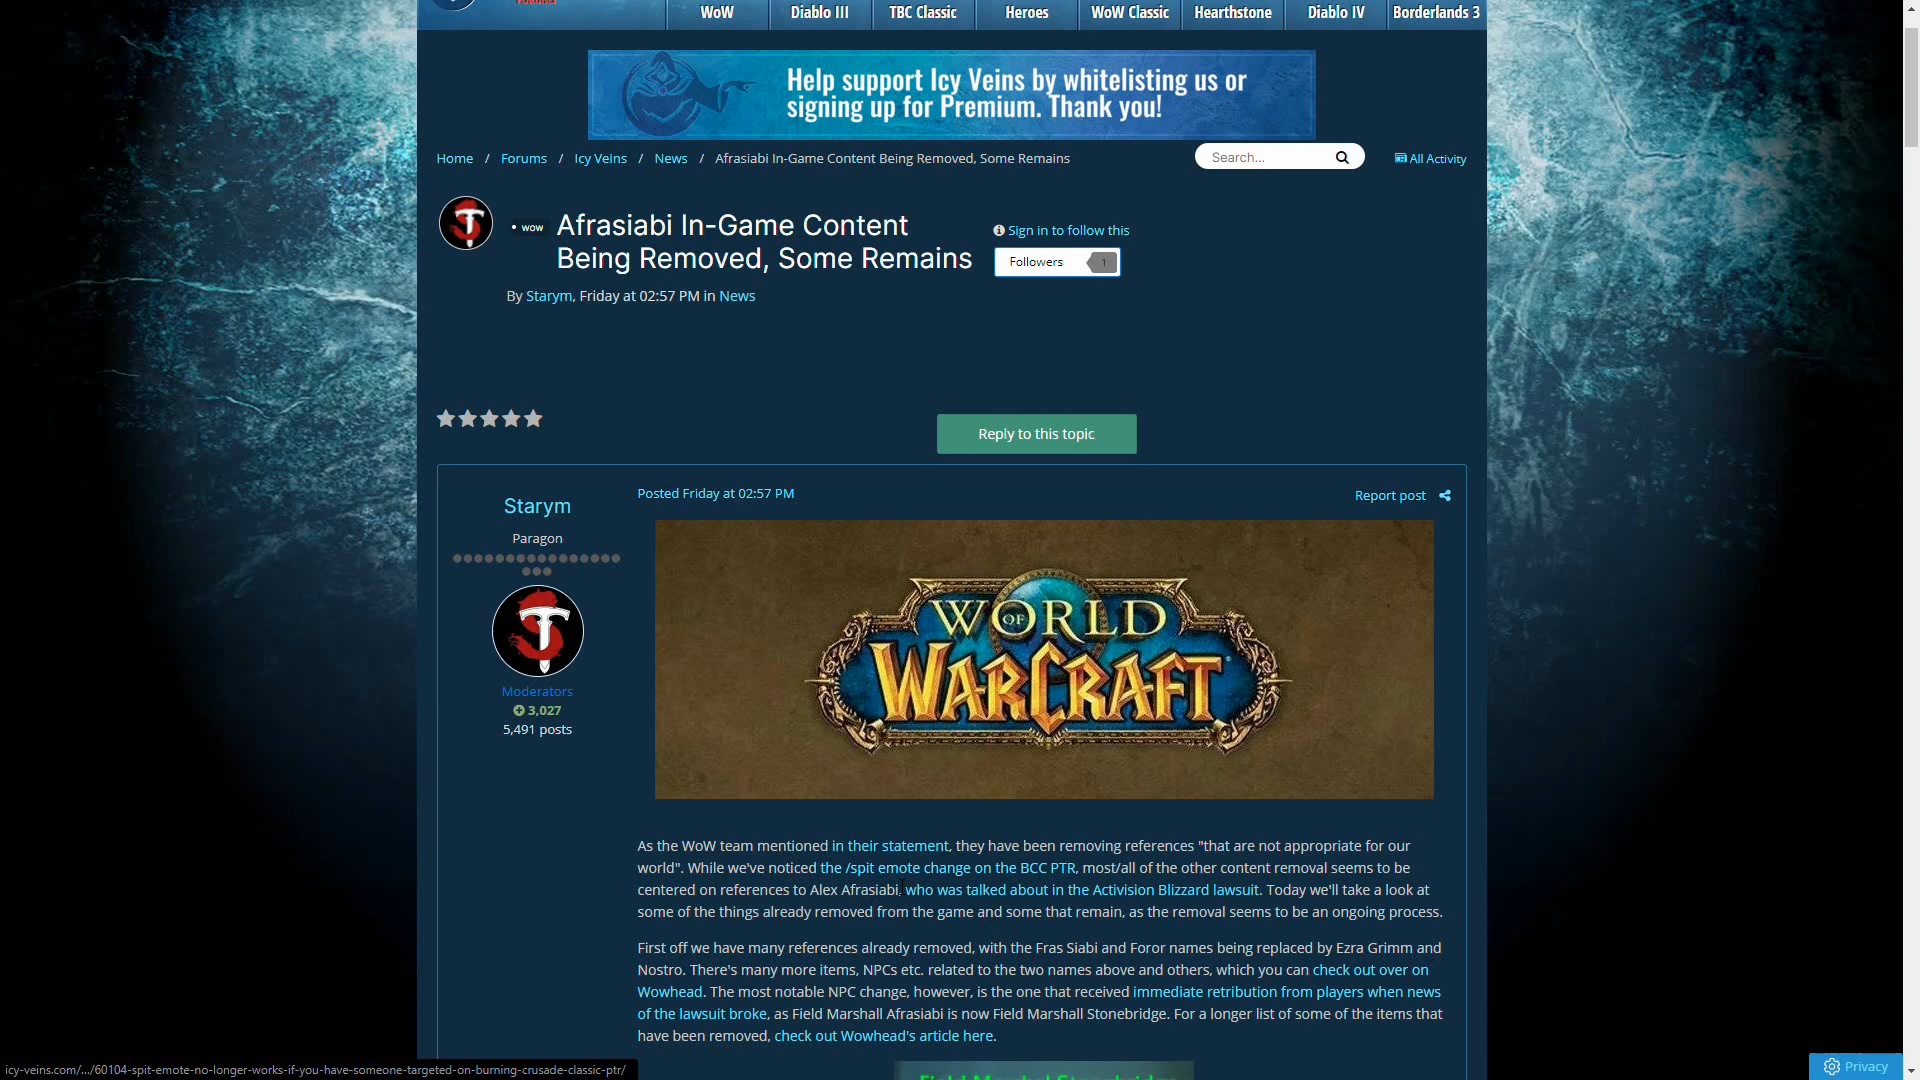 WoW
Diablo III
TBC Classic
Heroes
WoW Classic
Hearthstone
Diablo IV
Borderlands 3
Help support Icy Veins by whitelisting us or
signing up for Premium. Thank you!
Home / Forums / Icy Veins / News / Afrasiabi In-Game Content Being Removed, Some Remains
Search...
All Activity
• wow
Afrasiabi In-Game Content
Being Removed, Some Remains
Sign in to follow this
Followers 1
By Starym, Friday at 02:57 PM in News
Reply to this topic
Starym
Paragon
Moderators
3,027
5,491 posts
Posted Friday at 02:57 PM
Report post
WORLD OF
WARCRAFT
As the WoW team mentioned in their statement, they have been removing references "that are not appropriate for our
world". While we've noticed the /spit emote change on the BCC PTR, most/all of the other content removal seems to be
centered on references to Alex Afrasiabi, who was talked about in the Activision Blizzard lawsuit. Today we'll take a look at
some of the things already removed from the game and some that remain, as the removal seems to be an ongoing process.
First off we have many references already removed, with the Fras Siabi and Foror names being replaced by Ezra Grimm and
Nostro. There's many more items, NPCs etc. related to the two names above and others, which you can check out over on
Wowhead. The most notable NPC change, however, is the one that received immediate retribution from players when news
of the lawsuit broke, as Field Marshall Afrasiabi is now Field Marshall Stonebridge. For a longer list of some of the items that
have been removed, check out Wowhead's article here.
Field Marshal Stonebridge
icy-veins.com/.../60104-spit-emote-no-longer-works-if-you-have-someone-targeted-on-burning-crusade-classic-ptr/
Privacy